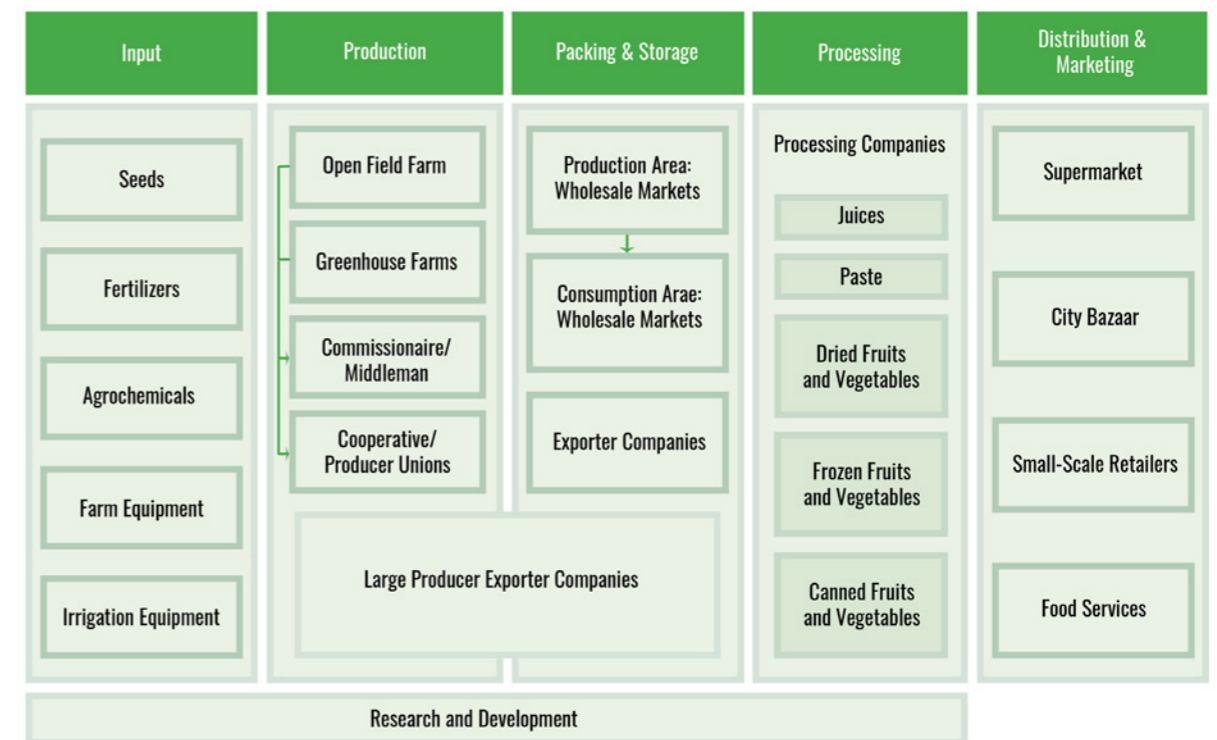 Input
Production
Packing & Storage
Processing
Distribution &
Marketing
Seeds
Fertilizers
Agrochemicals
Farm Equipment
Irrigation Equipment
Open Field Farm
Greenhouse Farms
Commissionaire/
Middleman
Cooperative/
Producer Unions
Production Area:
Wholesale Markets
Consumption Arae:
Wholesale Markets
Exporter Companies
Large Producer Exporter Companies
Processing Companies
Juices
Paste
Dried Fruits
and Vegetables
Frozen Fruits
and Vegetables
Canned Fruits
and Vegetables
Supermarket
City Bazaar
Small-Scale Retailers
Food Services
Research and Development